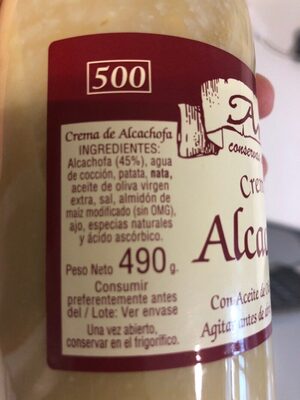 500
Crema de Alcachofa
INGREDIENTES:
Alcachofa (45%), agua
de cocción, patata, nata,
aceite de oliva virgen
extra, sal, almidón de
maíz modificado (sin OMG),
ajo, especias naturales
y ácido ascórbico.
Peso Neto 490 g.
Consumir
preferentemente antes
del / Lote: Ver envase
Una vez abierto,
conservar en el frigorífico.
conservas
Crem
Alcac
Con Aceite de
Agitar antes de